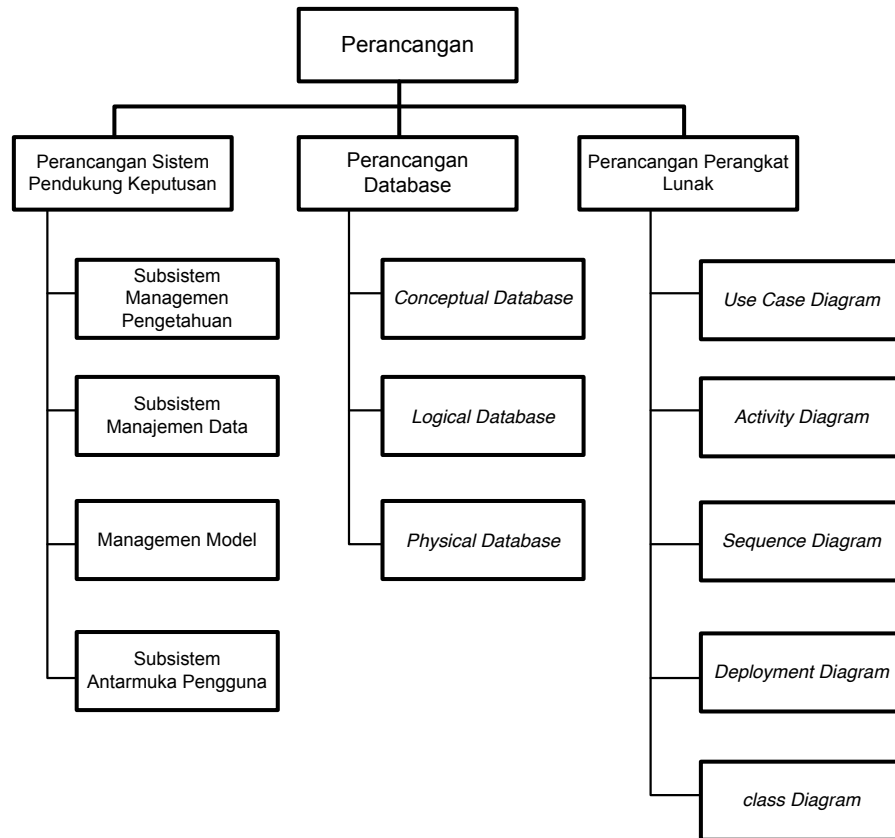 Perancangan
Perancangan Sistem
Pendukung Keputusan
Perancangan
Database
Perancangan Perangkat
Lunak
Subsistem
Managemen
Pengetahuan
Subsistem
Manajemen Data
Managemen Model
Subsistem
Antarmuka Pengguna
Conceptual Database
Logical Database
Physical Database
Use Case Diagram
Activity Diagram
Sequence Diagram
Deployment Diagram
class Diagram